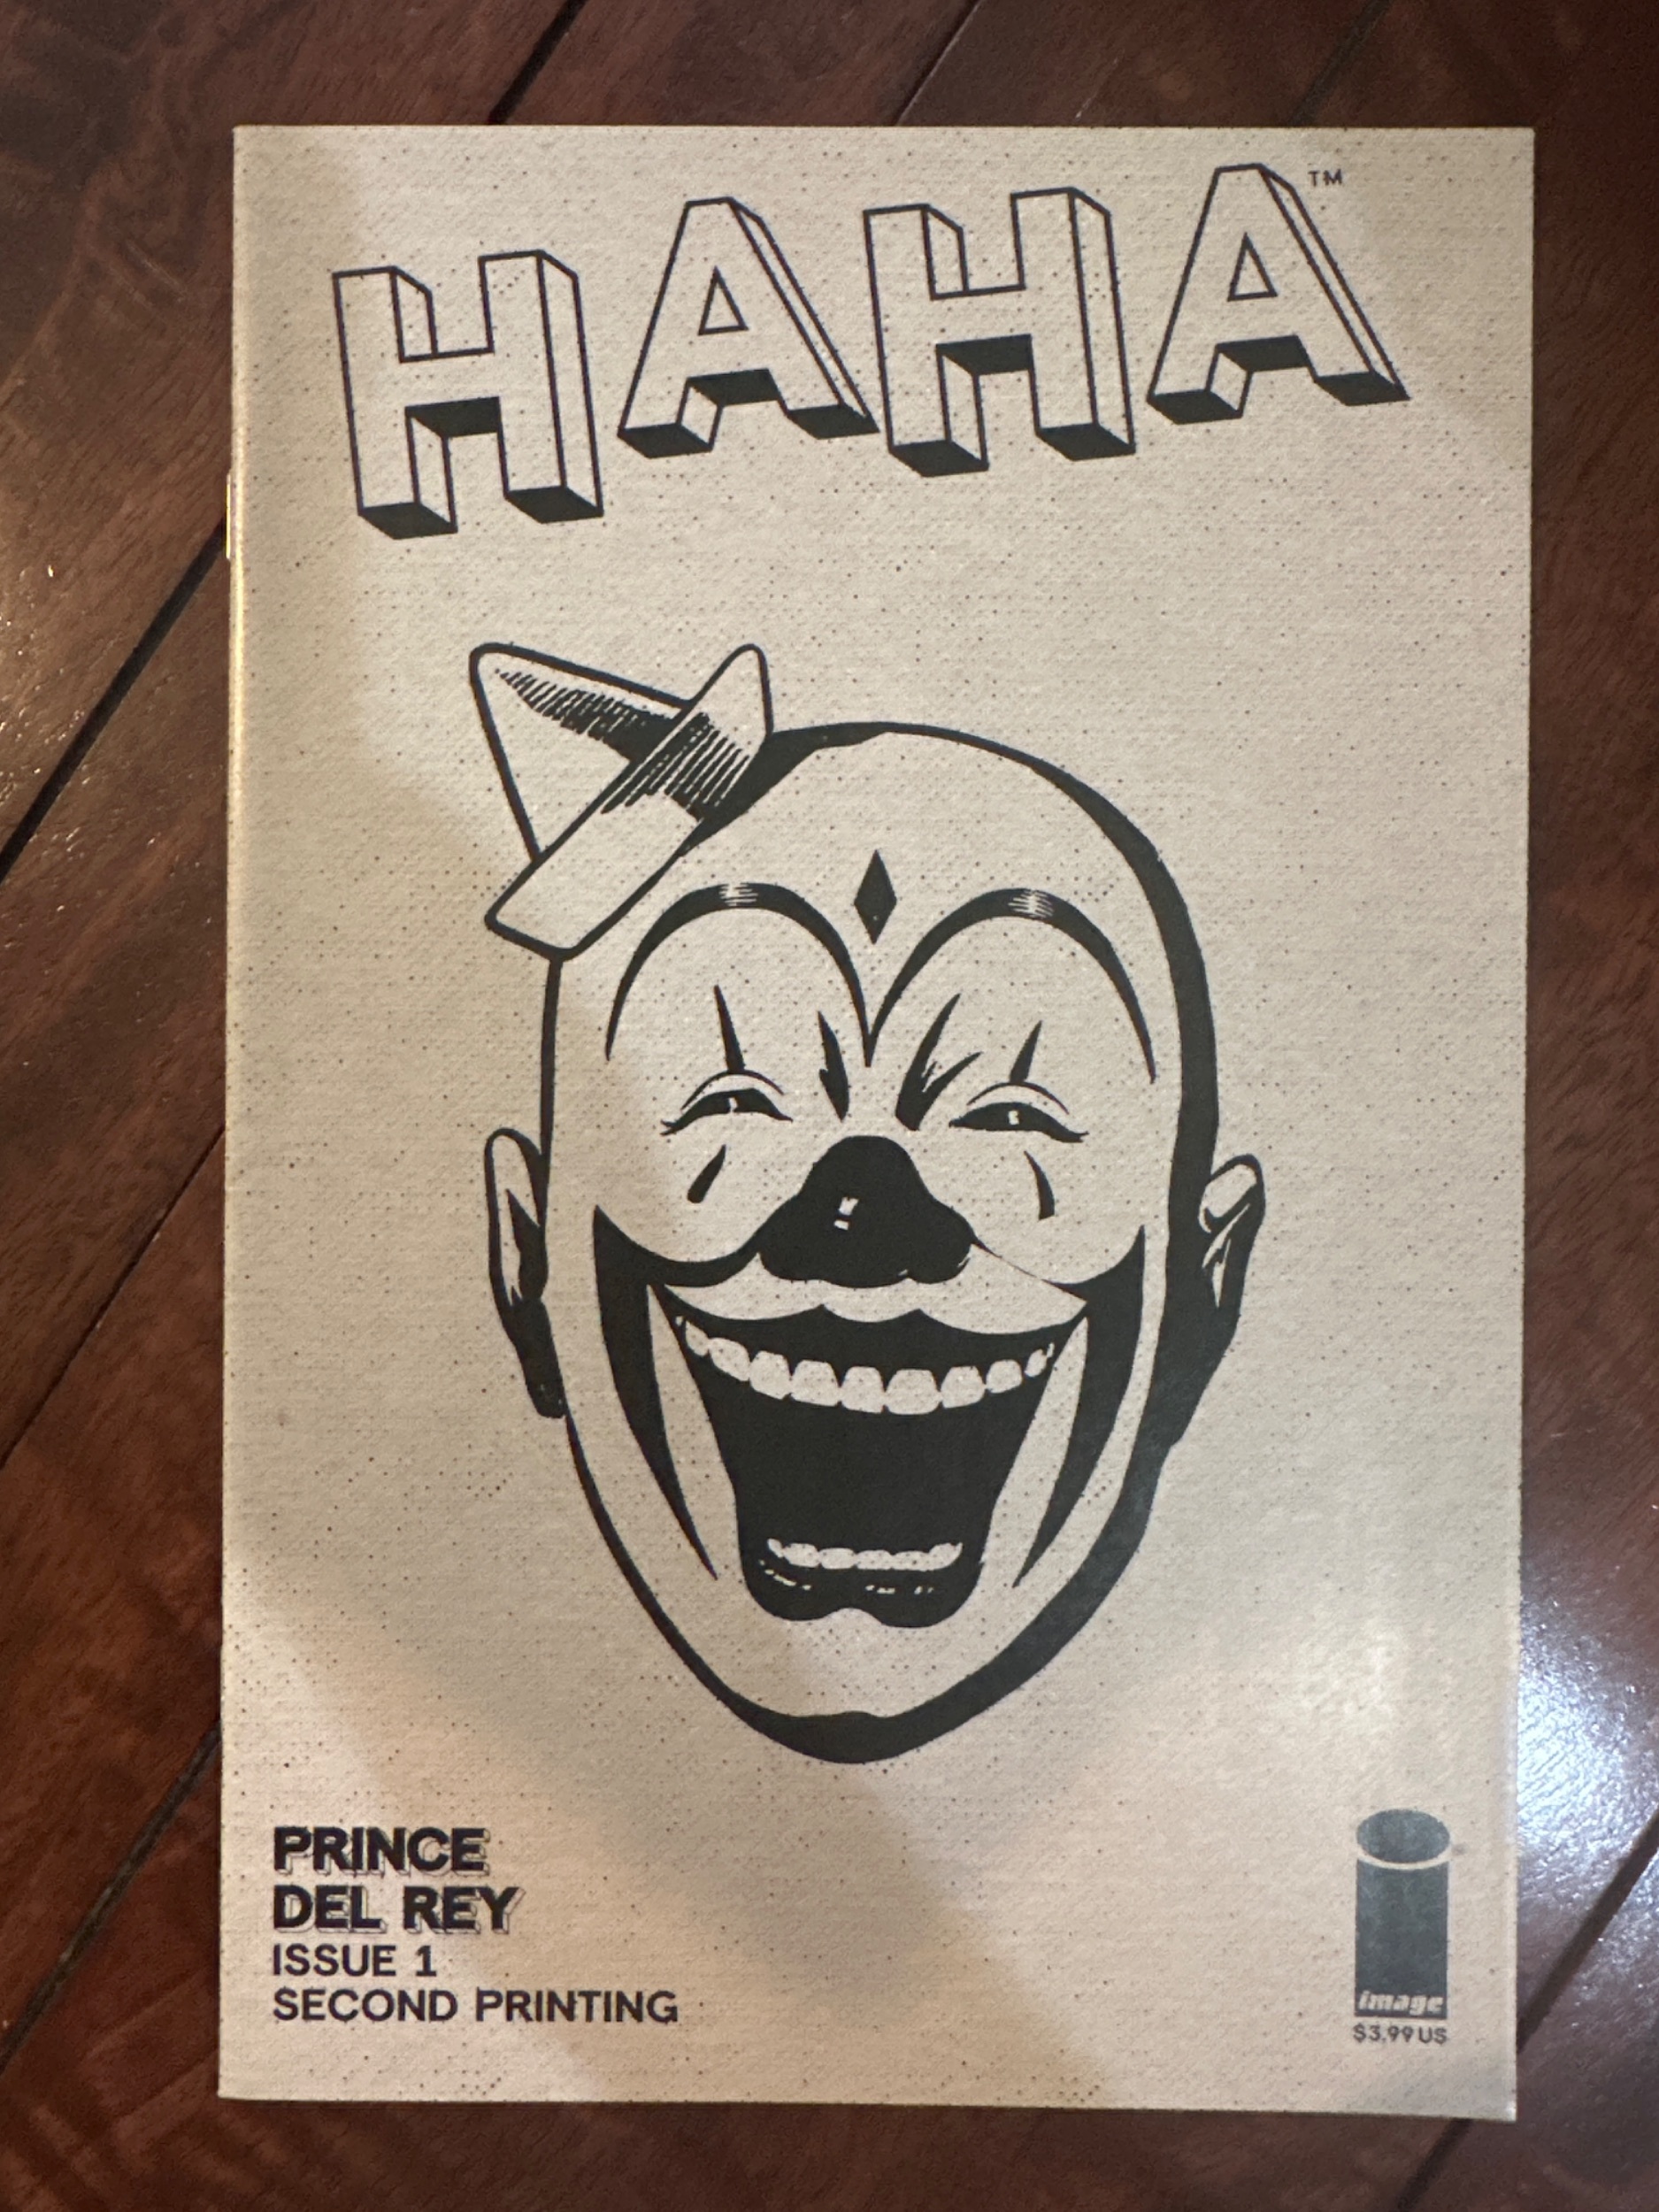 HAHA™
PRINCE
DEL REY
ISSUE 1
SECOND PRINTING
image
$3.99 US